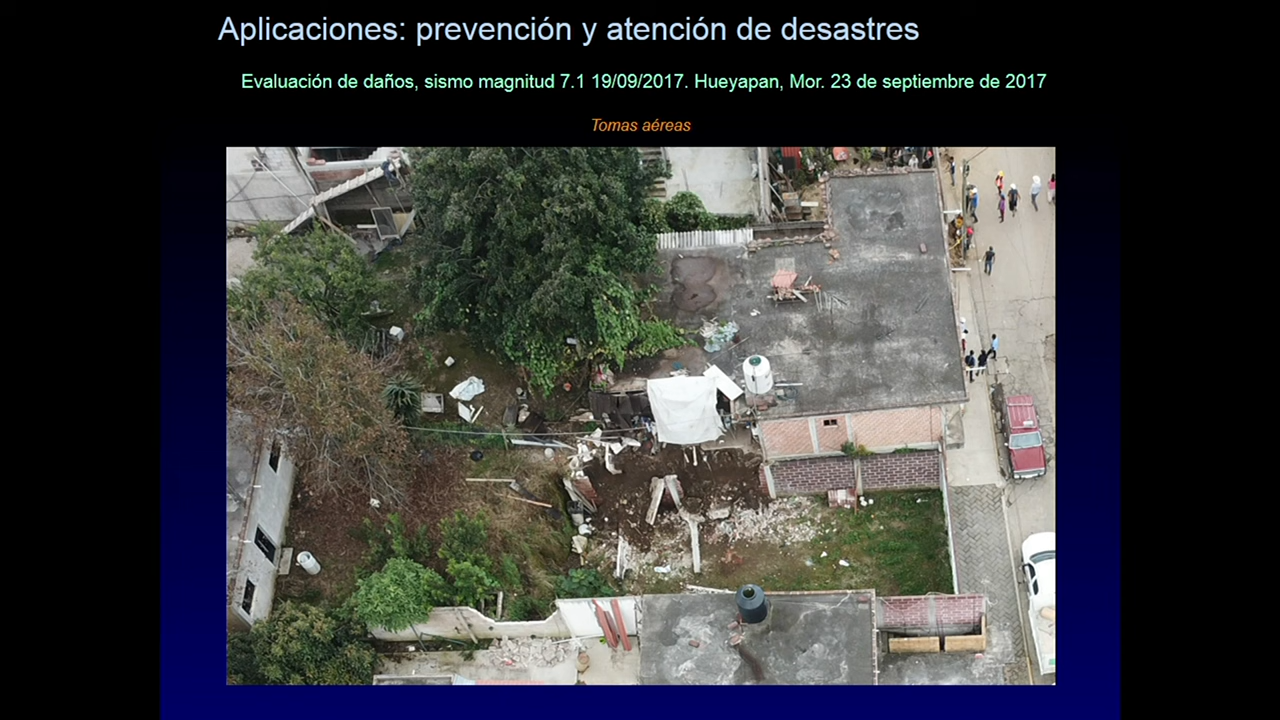 Aplicaciones: prevención y atención de desastres
Evaluación de daños, sismo magnitud 7.1 19/09/2017. Hueyapan, Mor. 23 de septiembre de 2017
Tomas aéreas